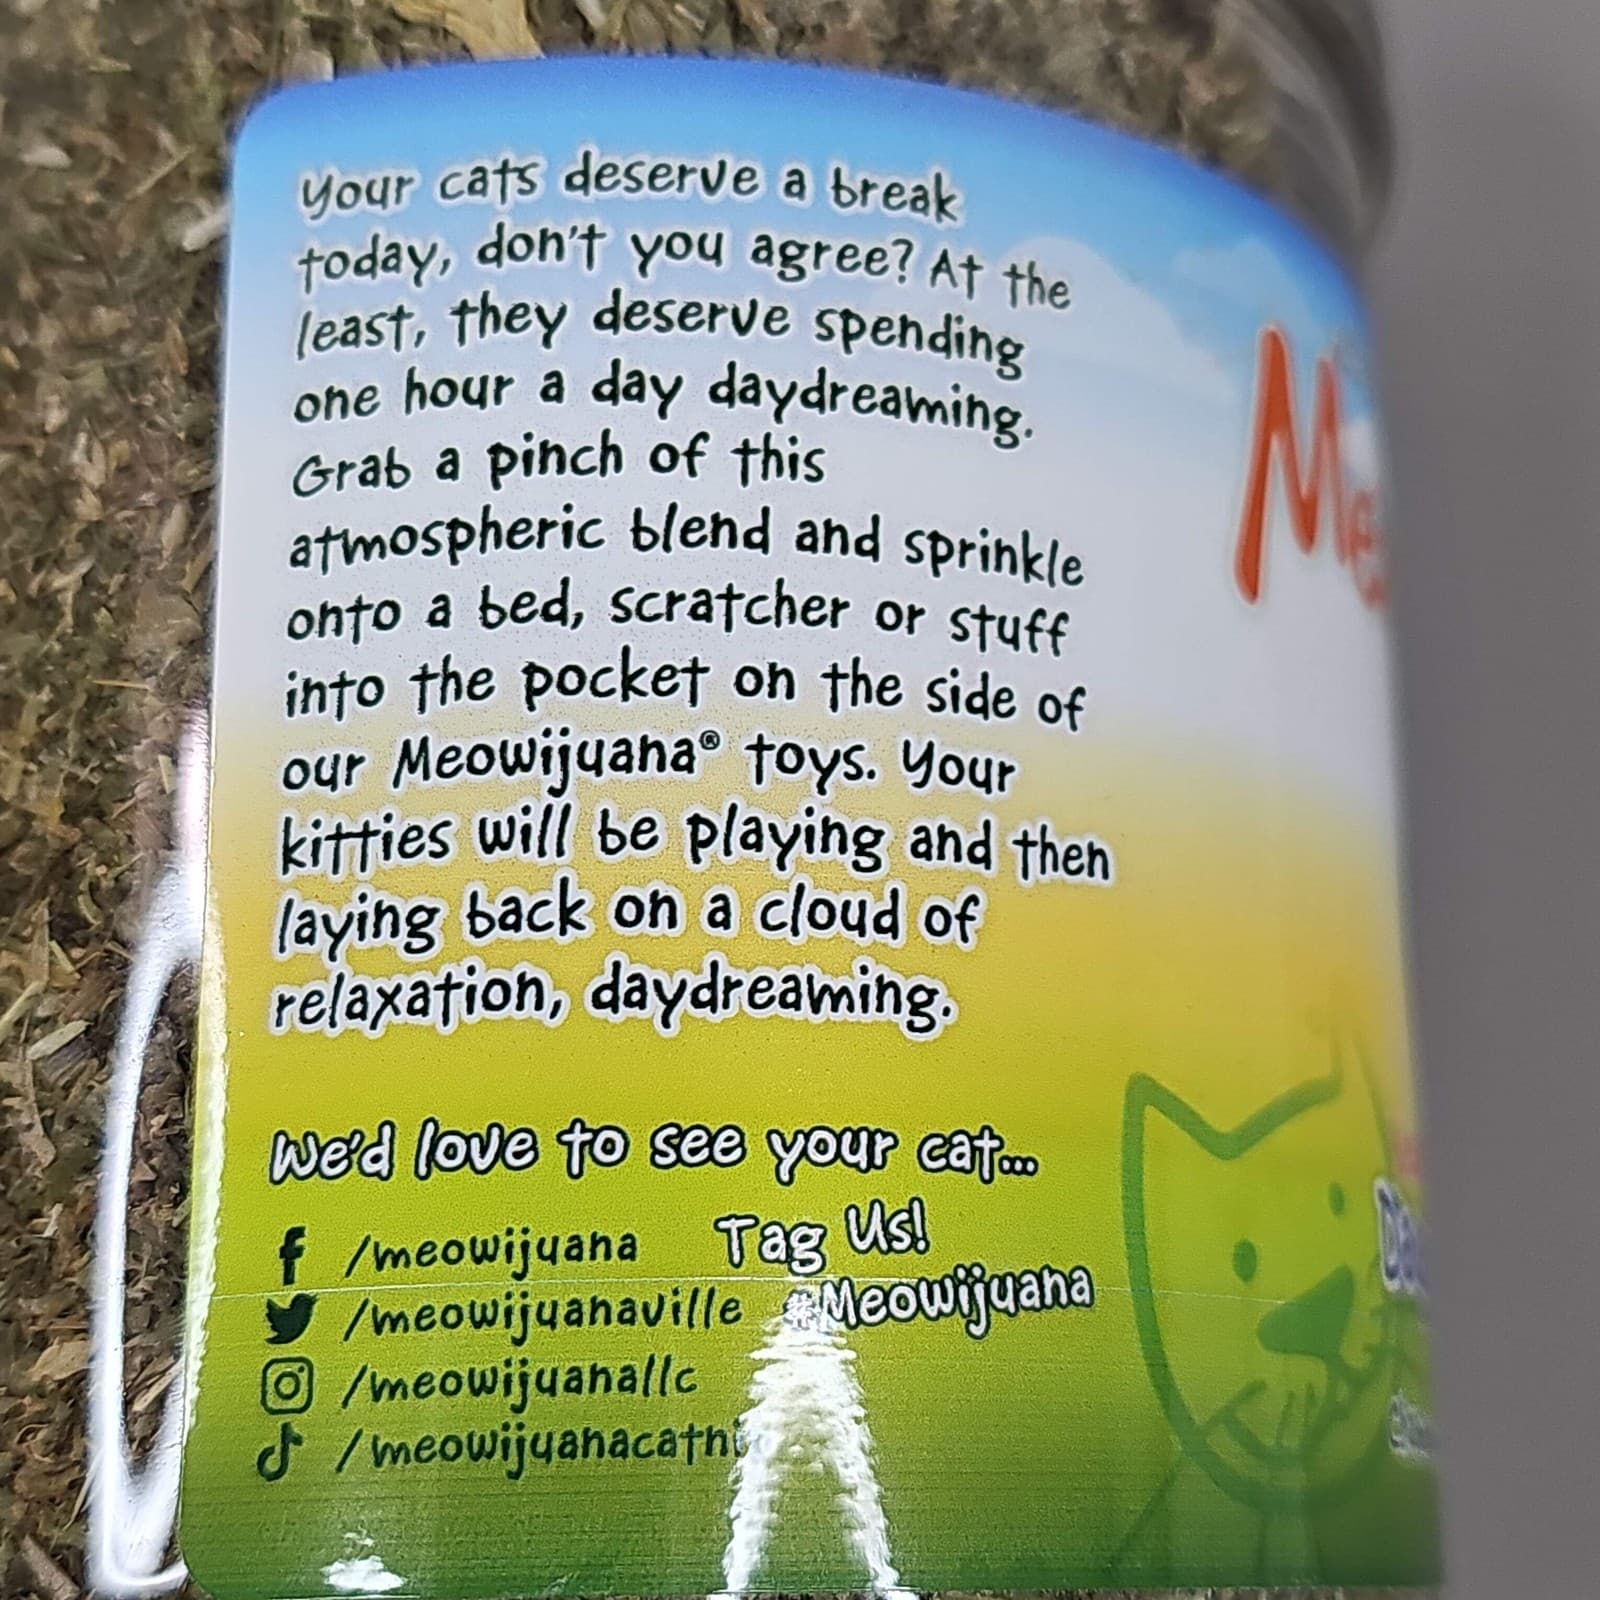 Your cats deserve a break
today, don't you agree? At the
least, they deserve spending
one hour a day daydreaming.
Grab a pinch of this
atmospheric blend and sprinkle
onto a bed, scratcher or stuff
into the pocket on the side of
our Meowijuana® toys. Your
kitties will be playing and then
laying back on a cloud of
relaxation, daydreaming.
We'd love to see your cat...
Tag Us!
#Meowijuana
/meowijuana
/meowijuanaville
/meowijuanallc